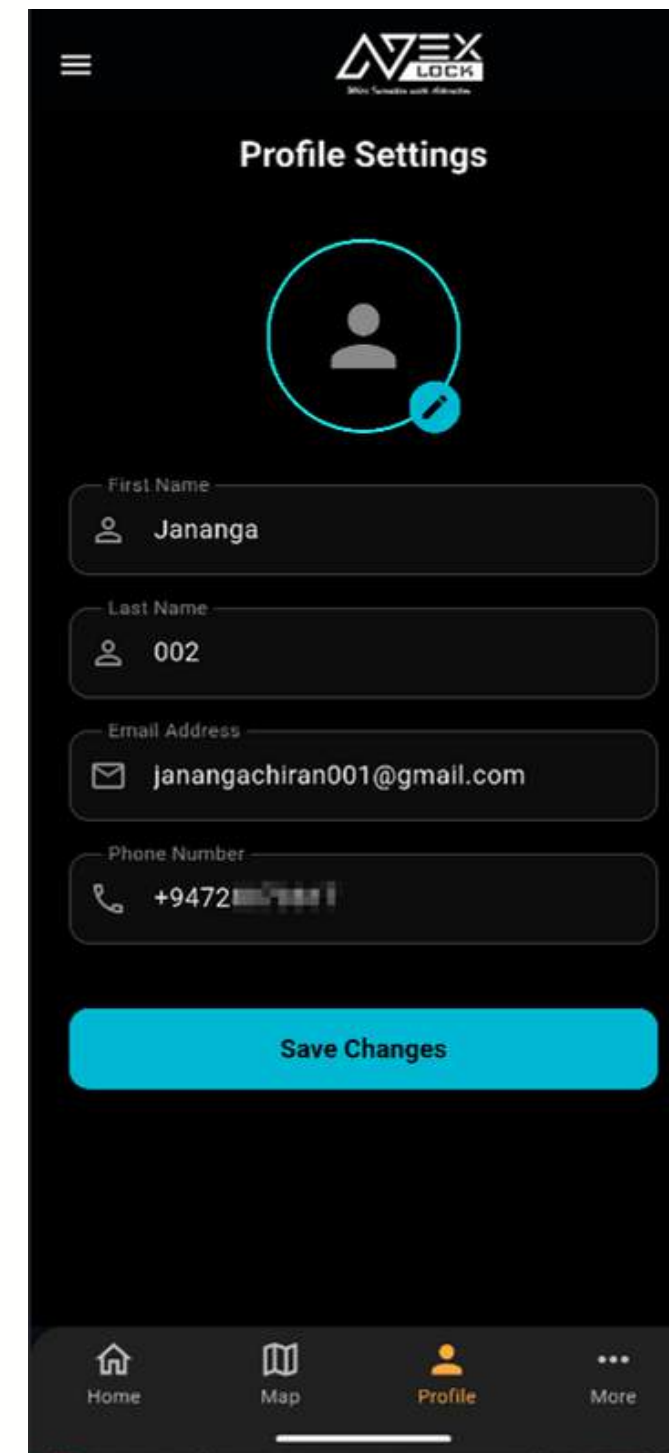 AVEX
LOCK
Profile Settings
First Name
Jananga
Last Name
002
Email Address
janangachiran001@gmail.com
Phone Number
+9472
Save Changes
Home
Map
Profile
More